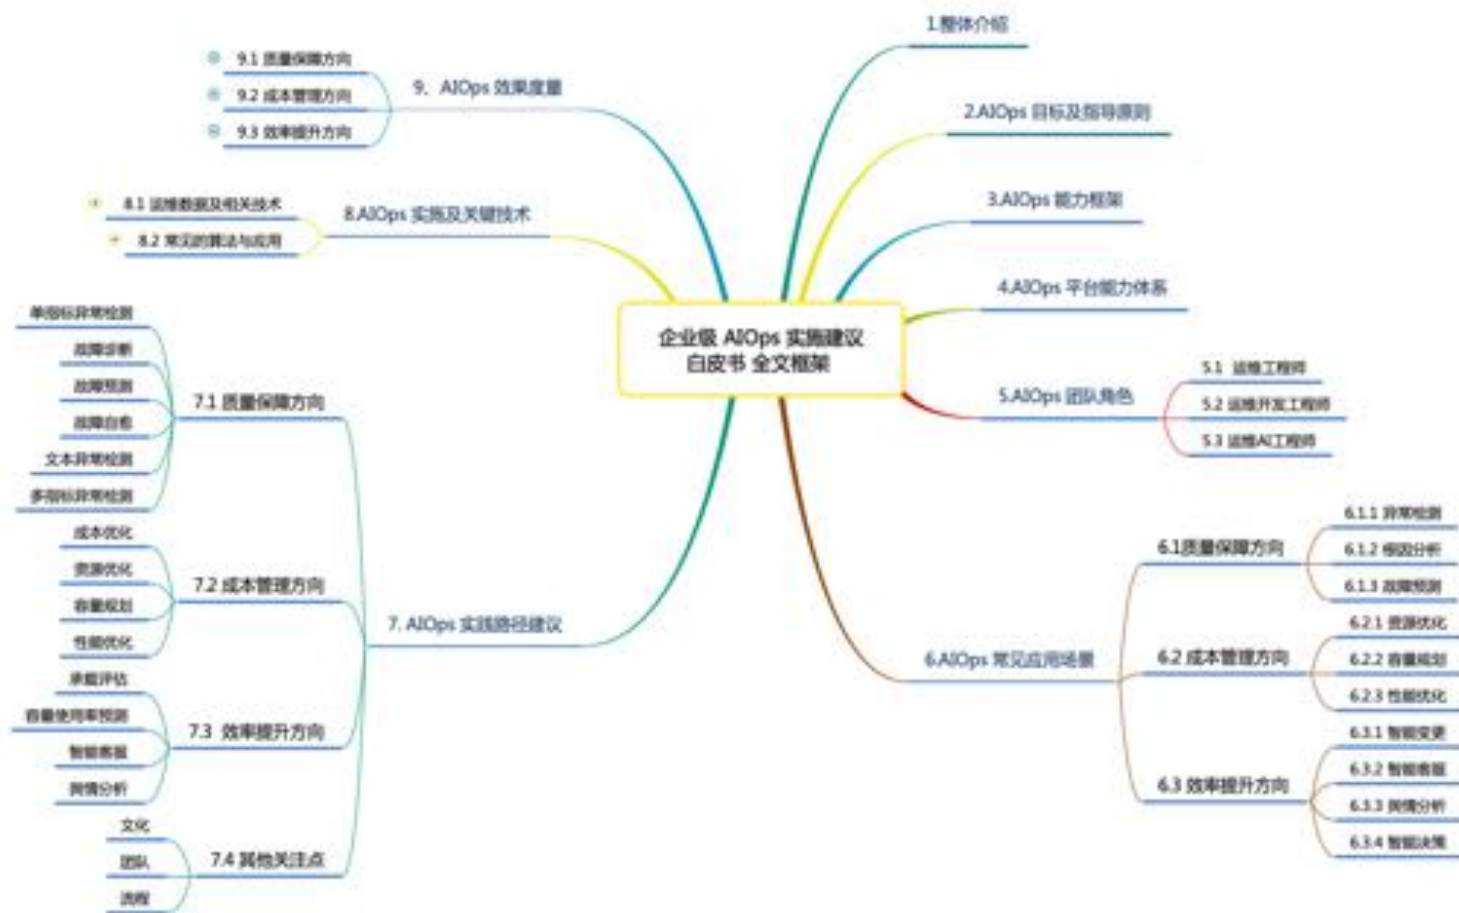 企业级 AIOps 实施建议
白皮书 全文框架
1.整体介绍
2.AIOps 目标及指导原则
3.AIOps 能力框架
4.AIOps 平台能力体系
5.AIOps 团队角色
5.1 运维工程师
5.2 运维开发工程师
5.3 运维AI工程师
6.AIOps 常见应用场景
6.1质量保障方向
6.1.1 异常检测
6.1.2 根因分析
6.1.3 故障预测
6.2 成本管理方向
6.2.1 资源优化
6.2.2 容量规划
6.2.3 性能优化
6.3 效率提升方向
6.3.1 智能变更
6.3.2 智能客服
6.3.3 舆情分析
6.3.4 智能决策
7. AIOps 实践路径建议
7.1 质量保障方向
单指标异常检测
故障诊断
故障预测
故障自愈
文本异常检测
多指标异常检测
7.2 成本管理方向
成本优化
资源优化
容量规划
性能优化
7.3 效率提升方向
承载评估
容量使用率预测
智能客服
舆情分析
7.4 其他关注点
文化
团队
流程
8.AIOps 实施及关键技术
8.1 运维数据及相关技术
8.2 常见的算法与应用
9、AIOps 效果度量
9.1 质量保障方向
9.2 成本管理方向
9.3 效率提升方向